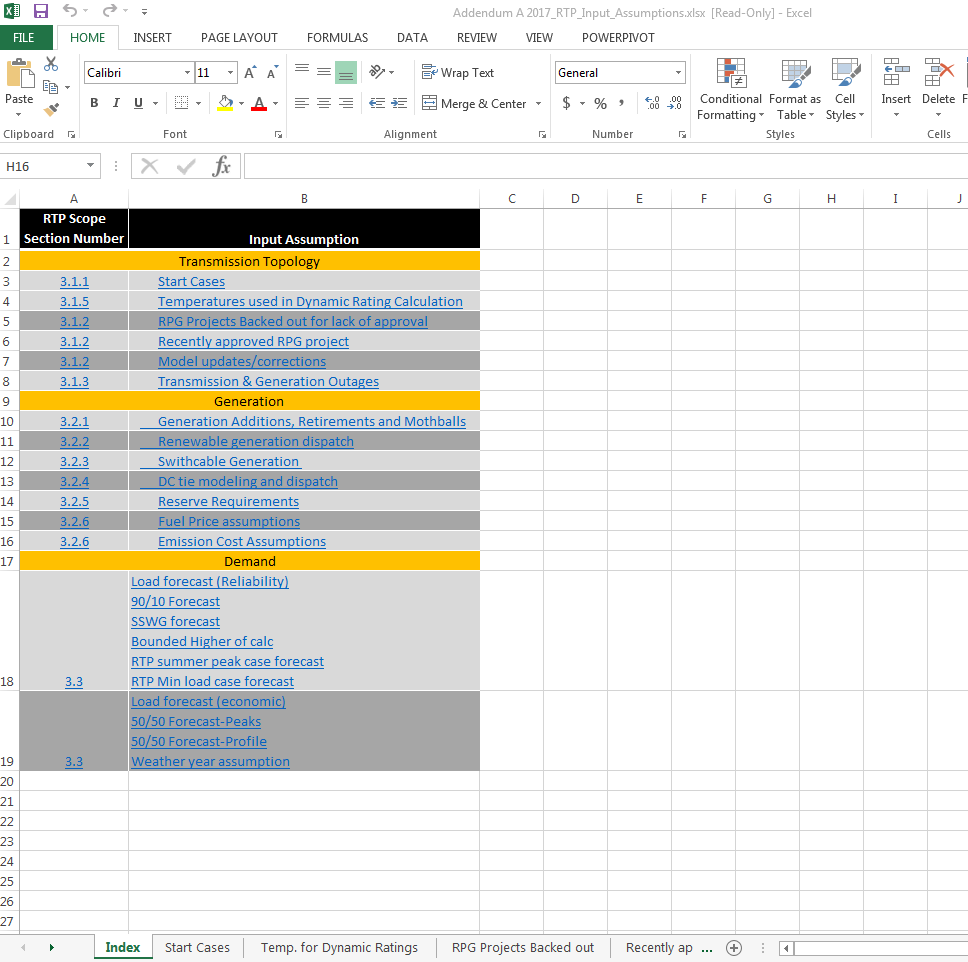 Addendum A 2017_RTP_Input_Assumptions.xlsx [Read-Only] - Excel
FILE HOME INSERT PAGE LAYOUT FORMULAS DATA REVIEW VIEW POWERPIVOT
Calibri 11 Wrap Text General
Paste B I U Merge & Center $ % , .00 Conditional Formatting Format as Table Cell Styles Insert Delete F
Clipboard Font Alignment Number Styles Cells
H16 fx
A B C D E F G H I J
1 RTP Scope Section Number Input Assumption
2 Transmission Topology
3 3.1.1 Start Cases
4 3.1.5 Temperatures used in Dynamic Rating Calculation
5 3.1.2 RPG Projects Backed out for lack of approval
6 3.1.2 Recently approved RPG project
7 3.1.2 Model updates/corrections
8 3.1.3 Transmission & Generation Outages
9 Generation
10 3.2.1 Generation Additions, Retirements and Mothballs
11 3.2.2 Renewable generation dispatch
12 3.2.3 Swithcable Generation
13 3.2.4 DC tie modeling and dispatch
14 3.2.5 Reserve Requirements
15 3.2.6 Fuel Price assumptions
16 3.2.6 Emission Cost Assumptions
17 Demand
Load forecast (Reliability)
90/10 Forecast
SSWG forecast
Bounded Higher of calc
RTP summer peak case forecast
18 3.3 RTP Min load case forecast
Load forecast (economic)
50/50 Forecast-Peaks
50/50 Forecast-Profile
19 3.3 Weather year assumption
20
21
22
23
24
25
26
27
Index Start Cases Temp. for Dynamic Ratings RPG Projects Backed out Recently ap ...